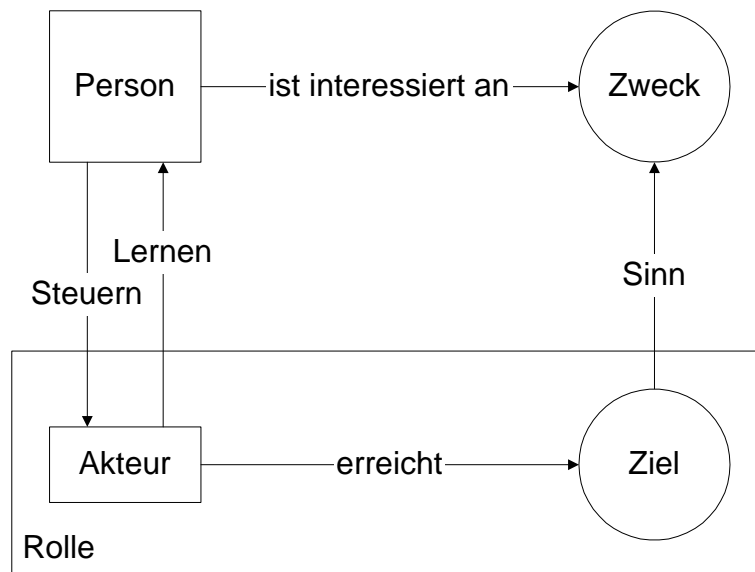 Person
ist interessiert an
Zweck
Lernen
Steuern
Sinn
Akteur
erreicht
Ziel
Rolle